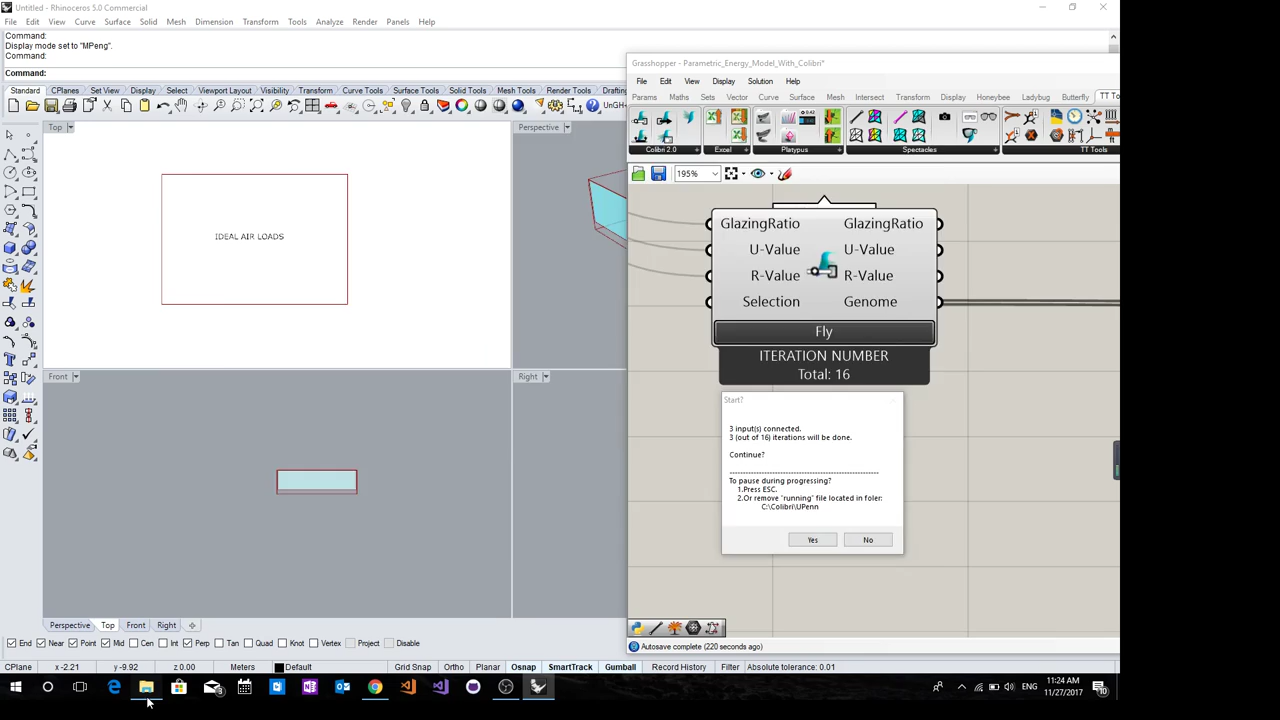 Untitled - Rhinoceros 5.0 Commercial
File Edit View Curve Surface Solid Mesh Dimension Transform Tools Analyze Render Panels Help
Command:
Display mode set to "MPeng".
Command:
Command:
Standard CPlanes Set View Display Select Viewport Layout Visibility Transform Curve Tools Surface Tools Solid Tools Mesh Tools Render Tools Draftin
UnGH
Top
Perspective
IDEAL AIR LOADS
Front
Right
Grasshopper - Parametric_Energy_Model_With_Colibri*
File Edit View Display Solution Help
Params Maths Sets Vector Curve Surface Mesh Intersect Transform Display Honeybee Ladybug Butterfly TT To
Colibri 2.0 Excel Platypus Spectacles TT Tools
195%
GlazingRatio GlazingRatio
U-Value U-Value
R-Value R-Value
Selection Genome
Fly
ITERATION NUMBER
Total: 16
Start?
3 input(s) connected.
3 (out of 16) iterations will be done.
Continue?
------------------------------------------------------------
To pause during progressing?
1.Press ESC.
2.Or remove "running" file located in foler:
C:\Colibri\UPenn
Yes No
Autosave complete (220 seconds ago)
Perspective Top Front Right
End Near Point Mid Cen Int Perp Tan Quad Knot Vertex Project Disable
CPlane x -2.21 y -9.92 z 0.00 Meters Default Grid Snap Ortho Planar Osnap SmartTrack Gumball Record History Filter Absolute tolerance: 0.01
ENG
11:24 AM
11/27/2017